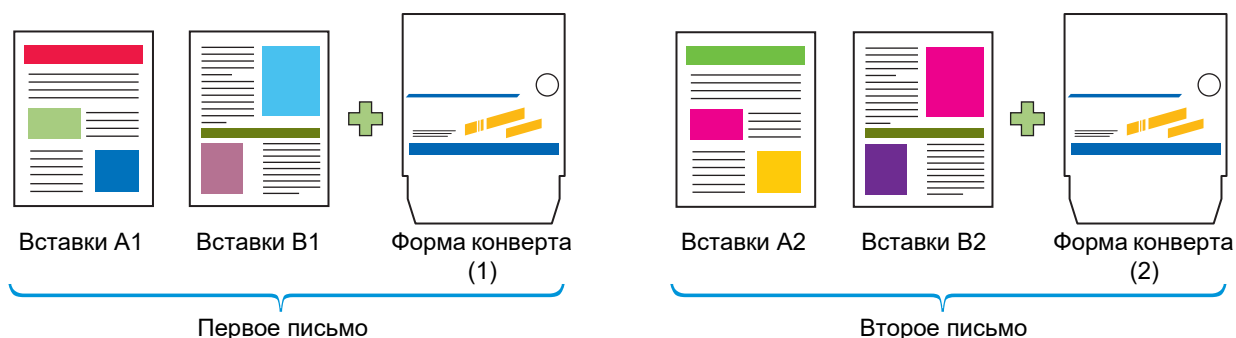 Вставки A1
Вставки B1
Форма конверта
(1)
Первое письмо
Вставки A2
Вставки B2
Форма конверта
(2)
Второе письмо